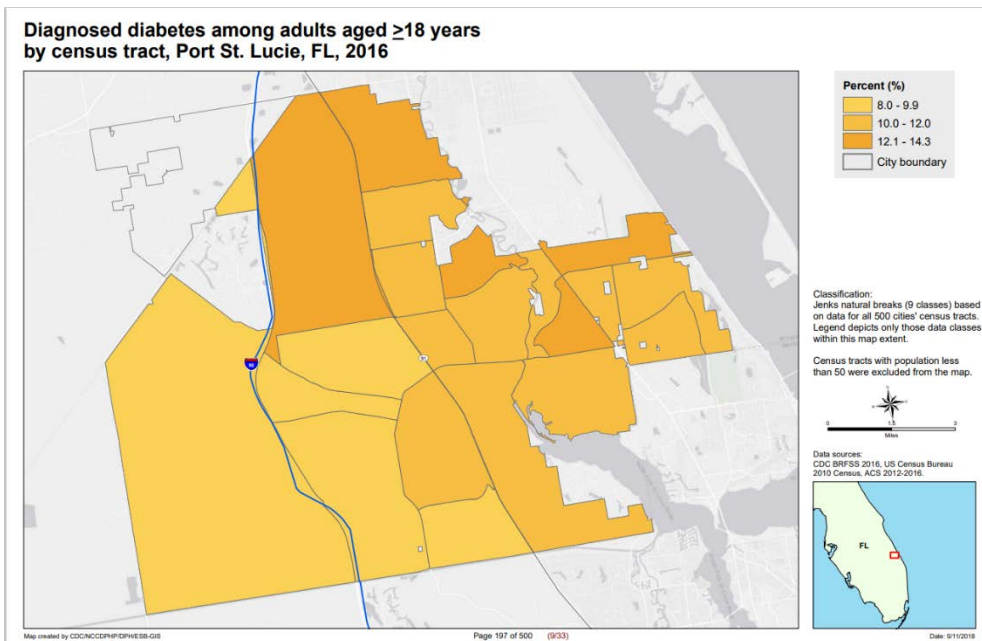 Diagnosed diabetes among adults aged ≥18 years
by census tract, Port St. Lucie, FL, 2016
Percent (%)
8.0 - 9.9
10.0 - 12.0
12.1 - 14.3
City boundary
Classification:
Jenks natural breaks (9 classes) based
on data for all 500 cities' census tracts.
Legend depicts only those data classes
within this map extent.
Census tracts with population less
than 50 were excluded from the map.
0 1.5 3
Miles
Data sources:
CDC BRFSS 2016, US Census Bureau
2010 Census, ACS 2012-2016.
FL
Map created by CDC/NCCDPHP/DPH/ESB-GIS
Page 197 of 500 (9/33)
Date: 9/11/2018